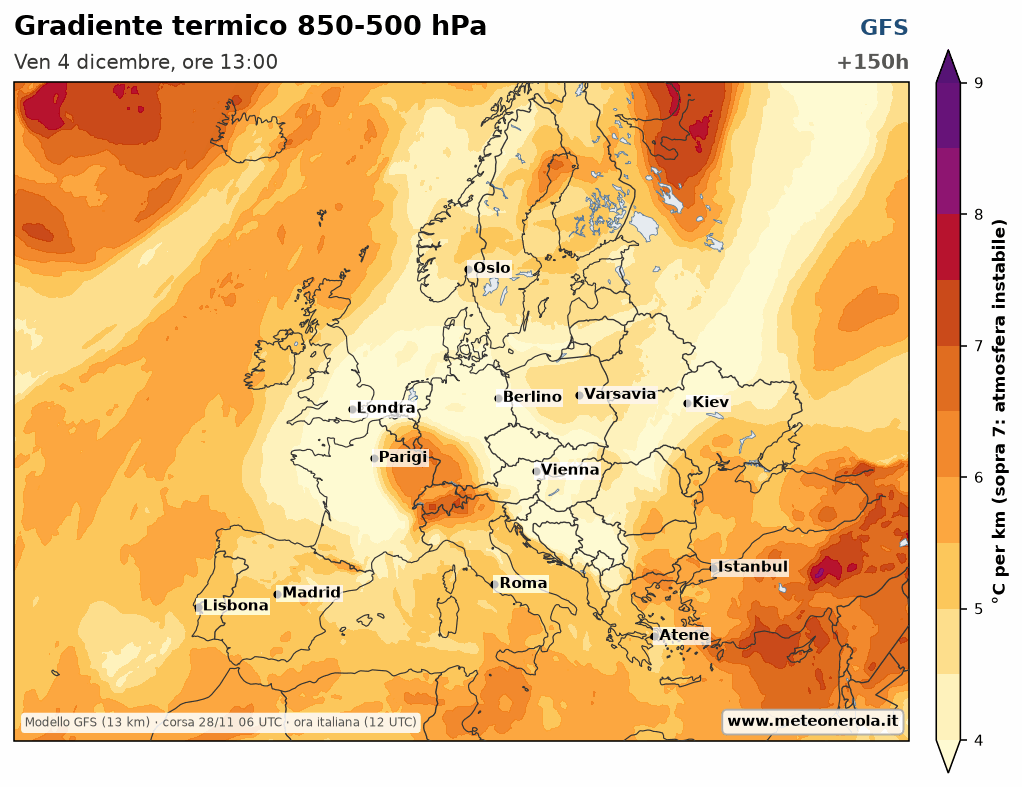 Gradiente termico 850-500 hPa
GFS
Ven 4 dicembre, ore 13:00
+150h
Oslo
Londra
Berlino
Varsavia
Kiev
Parigi
Vienna
Istanbul
Roma
Madrid
Lisbona
Atene
Modello GFS (13 km) · corsa 28/11 06 UTC · ora italiana (12 UTC)
www.meteonerola.it
9
8
7
6
5
4
°C per km (sopra 7: atmosfera instabile)